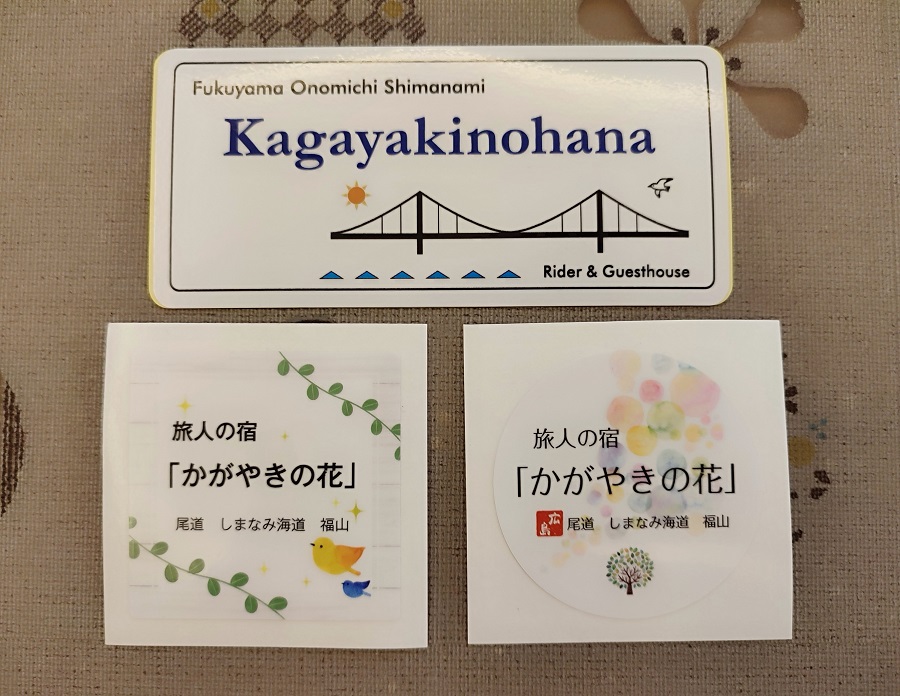 Fukuyama Onomichi Shimanami
Kagayakinohana
Rider & Guesthouse
旅人の宿
「かがやきの花」
尾道 しまなみ海道 福山
旅人の宿
「かがやきの花」
広島
尾道 しまなみ海道 福山